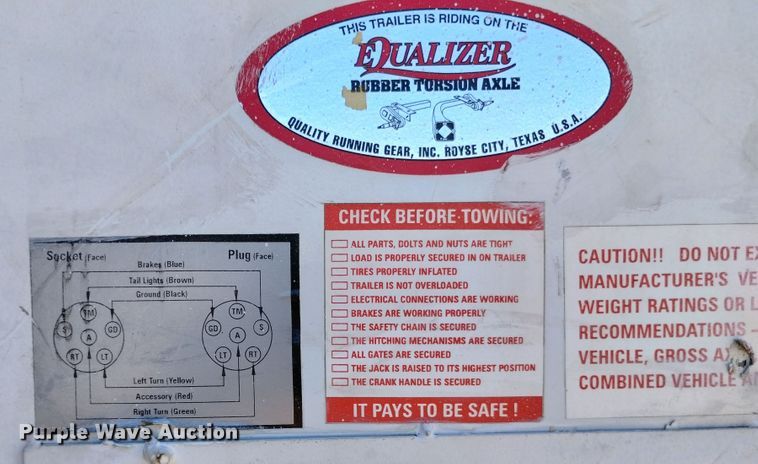 THIS TRAILER IS RIDING ON THE
EQUALIZER
RUBBER TORSION AXLE
QUALITY RUNNING GEAR, INC. ROYSE CITY, TEXAS U.S.A.
Socket (Face)
Plug (Face)
Brakes (Blue)
Tail Lights (Brown)
Ground (Black)
TM
S
GD
A
RT
LT
TM
GD
S
A
LT
RT
Left Turn (Yellow)
Accessory (Red)
Right Turn (Green)
CHECK BEFORE TOWING:
ALL PARTS, BOLTS AND NUTS ARE TIGHT
LOAD IS PROPERLY SECURED IN ON TRAILER
TIRES PROPERLY INFLATED
TRAILER IS NOT OVERLOADED
ELECTRICAL CONNECTIONS ARE WORKING
BRAKES ARE WORKING PROPERLY
THE SAFETY CHAIN IS SECURED
THE HITCHING MECHANISMS ARE SECURED
ALL GATES ARE SECURED
THE JACK IS RAISED TO ITS HIGHEST POSITION
THE CRANK HANDLE IS SECURED
IT PAYS TO BE SAFE !
CAUTION!! DO NOT EX
MANUFACTURER'S VE
WEIGHT RATINGS OR L
RECOMMENDATIONS –
VEHICLE, GROSS AX
COMBINED VEHICLE AN
Purple Wave Auction